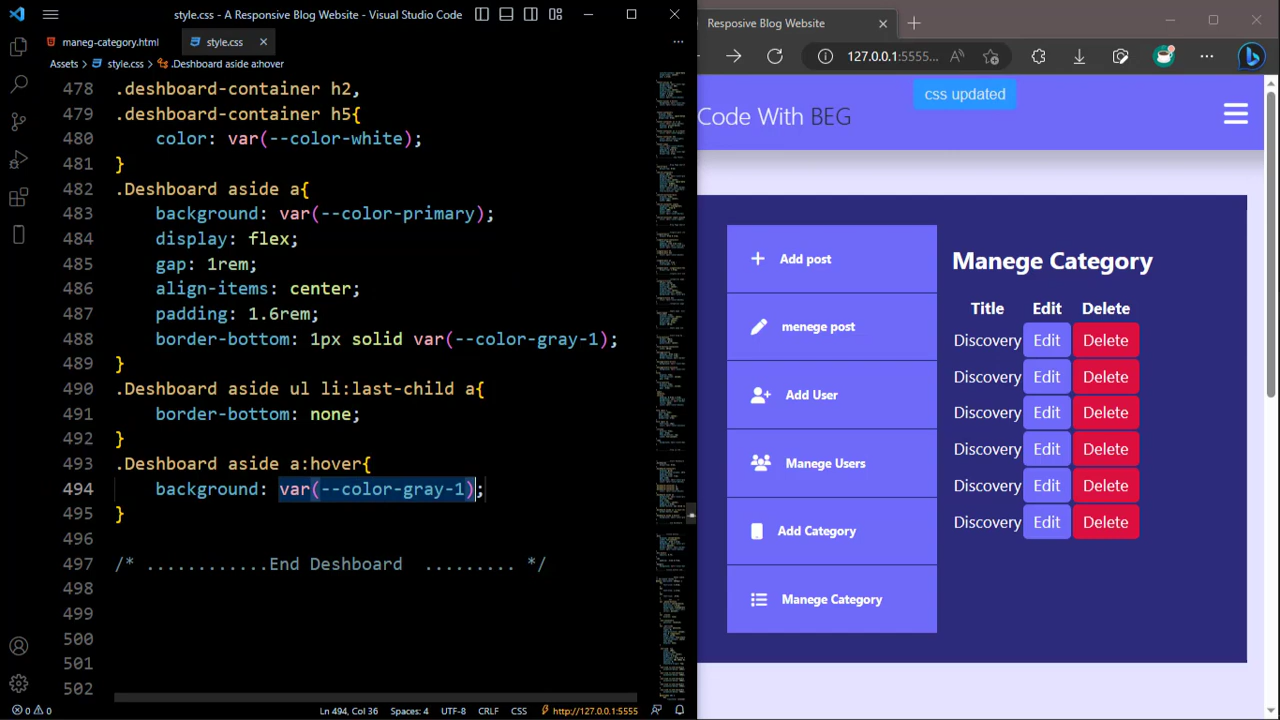 style.css - A Responsive Blog Website - Visual Studio Code
maneg-category.html
style.css
Assets > style.css > .Deshboard aside a:hover
478 .deshboard-container h2,
479 .deshboard-container h5{
480 color: var(--color-white);
481 }
482 .Deshboard aside a{
483 background: var(--color-primary);
484 display: flex;
485 gap: 1rem;
486 align-items: center;
487 padding: 1.6rem;
488 border-bottom: 1px solid var(--color-gray-1);
489 }
490 .Deshboard aside ul li:last-child a{
491 border-bottom: none;
492 }
493 .Deshboard aside a:hover{
494 background: var(--color-gray-1);
495 }
496
497 /* ............End Deshboard ......... */
498
499
500
501
502
0 0
Ln 494, Col 36
Spaces: 4
UTF-8
CRLF
CSS
http://127.0.0.1:5555
Resposive Blog Website
127.0.0.1:5555...
css updated
Code With BEG
Add post
menege post
Add User
Manage Users
Add Category
Manage Category
Manege Category
Title Edit Delete
Discovery Edit Delete
Discovery Edit Delete
Discovery Edit Delete
Discovery Edit Delete
Discovery Edit Delete
Discovery Edit Delete